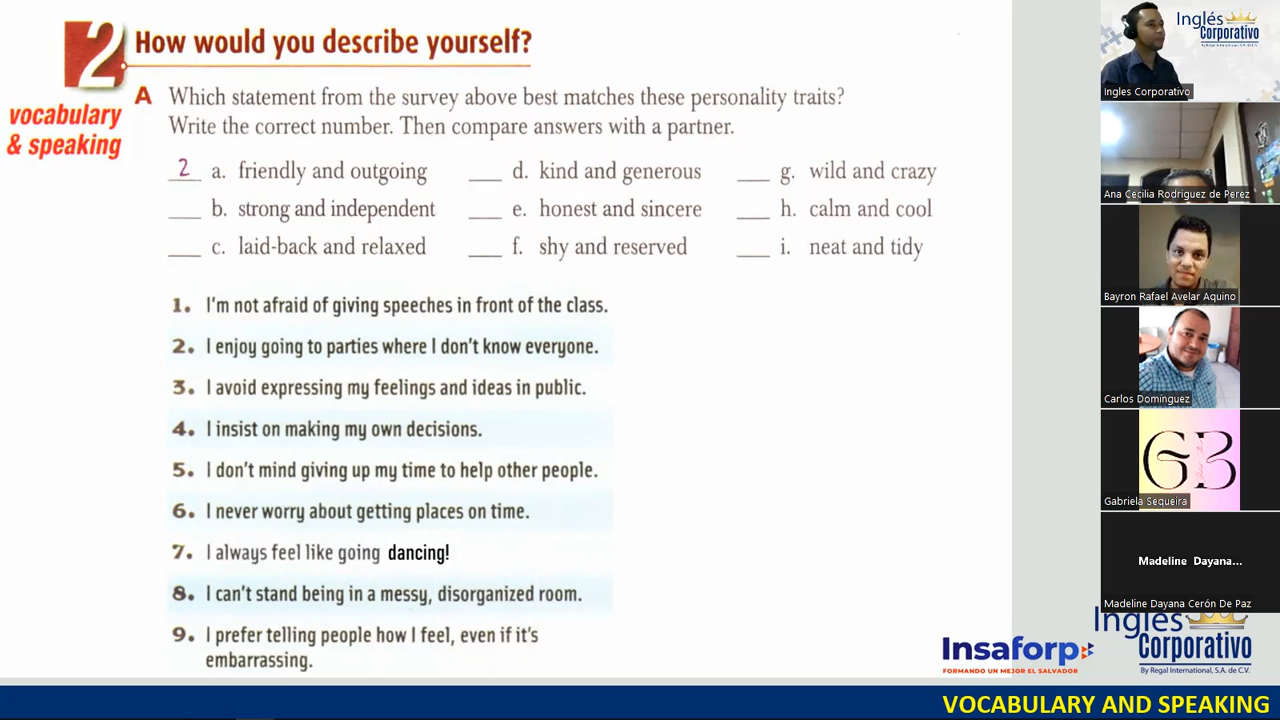 2 How would you describe yourself?
vocabulary
& speaking
A Which statement from the survey above best matches these personality traits?
Write the correct number. Then compare answers with a partner.
2 a. friendly and outgoing ___ d. kind and generous ___ g. wild and crazy
___ b. strong and independent ___ e. honest and sincere ___ h. calm and cool
___ c. laid-back and relaxed ___ f. shy and reserved ___ i. neat and tidy
1. I'm not afraid of giving speeches in front of the class.
2. I enjoy going to parties where I don't know everyone.
3. I avoid expressing my feelings and ideas in public.
4. I insist on making my own decisions.
5. I don't mind giving up my time to help other people.
6. I never worry about getting places on time.
7. I always feel like going dancing!
8. I can't stand being in a messy, disorganized room.
9. I prefer telling people how I feel, even if it's
embarrassing.
Inglés
Corporativo
By Regal International, S.A. de C.V.
Ingles Corporativo
Ana Cecilia Rodriguez de Perez
Bayron Rafael Avelar Aquino
Carlos Domínguez
GB
Gabriela Sequeira
Madeline Dayana...
Madeline Dayana Cerón De Paz
Insaforp
FORMANDO UN MEJOR EL SALVADOR
Inglés
Corporativo
By Regal International, S.A. de C.V.
VOCABULARY AND SPEAKING